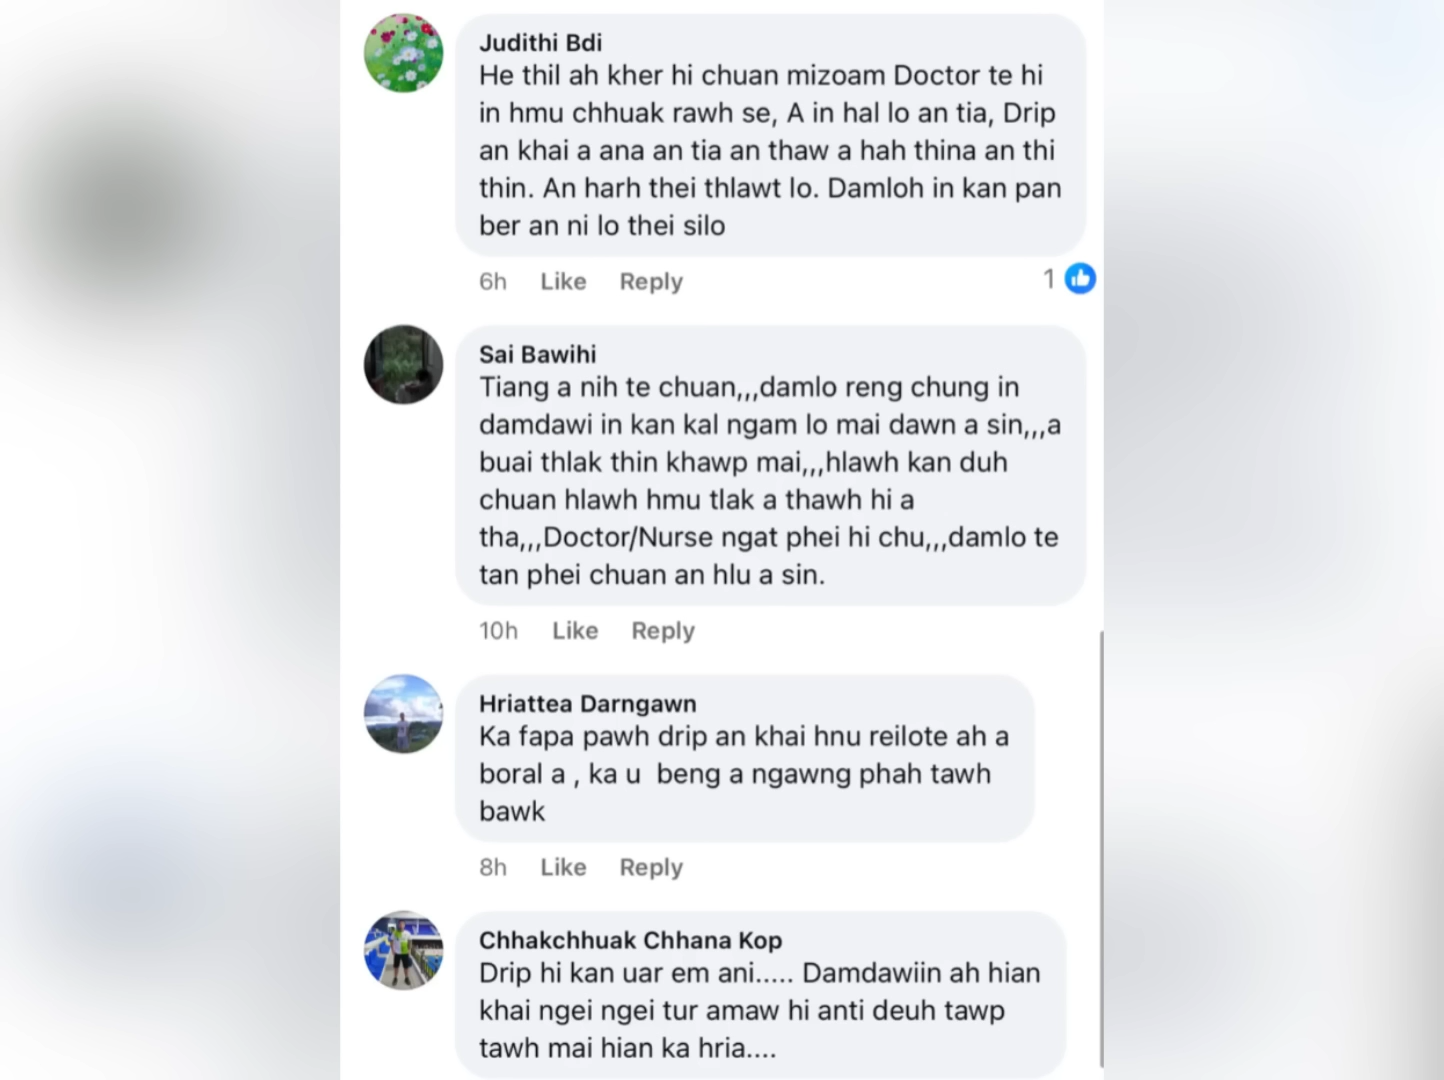 Judithi Bdi
He thil ah kher hi chuan mizoam Doctor te hi
in hmu chhuak rawh se, A in hal lo an tia, Drip
an khai a ana an tia an thaw a hah thina an thi
thin. An harh thei thlawt lo. Damloh in kan pan
ber an ni lo thei silo
6h Like Reply 1
Sai Bawihi
Tiang a nih te chuan,,,damlo reng chung in
damdawi in kan kal ngam lo mai dawn a sin,,,a
buai thlak thin khawp mai,,,hlawh kan duh
chuan hlawh hmu tlak a thawh hi a
tha,,,Doctor/Nurse ngat phei hi chu,,,damlo te
tan phei chuan an hlu a sin.
10h Like Reply
Hriattea Darngawn
Ka fapa pawh drip an khai hnu reilote ah a
boral a , ka u  beng a ngawng phah tawh
bawk
8h Like Reply
Chhakchhuak Chhana Kop
Drip hi kan uar em ani..... Damdawiin ah hian
khai ngei ngei tur amaw hi anti deuh tawp
tawh mai hian ka hria....